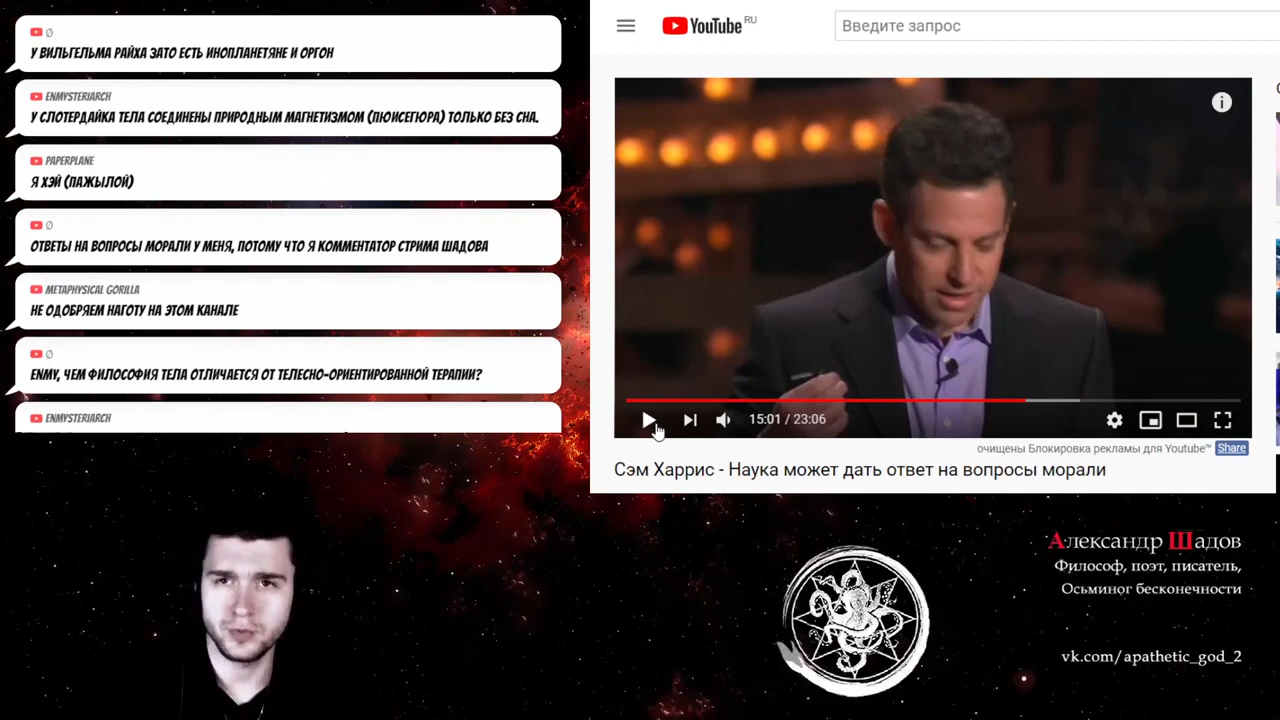 Ø
У ВИЛЬГЕЛЬМА РАЙХА ЗАТО ЕСТЬ ИНОПЛАНЕТЯНЕ И ОРГОН
ENMYSTERIARCH
У СЛОТЕРДАЙКА ТЕЛА СОЕДИНЕНЫ ПРИРОДНЫМ МАГНЕТИЗМОМ (ПЮИСЕГЮРА) ТОЛЬКО БЕЗ СНА.
PAPERPLANE
Я ХЭЙ (ПАЖЫЛОЙ)
Ø
ОТВЕТЫ НА ВОПРОСЫ МОРАЛИ У МЕНЯ, ПОТОМУ ЧТО Я КОММЕНТАТОР СТРИМА ШАДОВА
METAPHYSICAL GORILLA
НЕ ОДОБРЯЕМ НАГОТУ НА ЭТОМ КАНАЛЕ
Ø
ENMY, ЧЕМ ФИЛОСОФИЯ ТЕЛА ОТЛИЧАЕТСЯ ОТ ТЕЛЕСНО-ОРИЕНТИРОВАННОЙ ТЕРАПИИ?
ENMYSTERIARCH
YouTube RU
Введите запрос
15:01 / 23:06
очищены Блокировка рекламы для Youtube™ Share
Сэм Харрис - Наука может дать ответ на вопросы морали
Александр Шадов
Философ, поэт, писатель,
Осьминог бесконечности
vk.com/apathetic_god_2